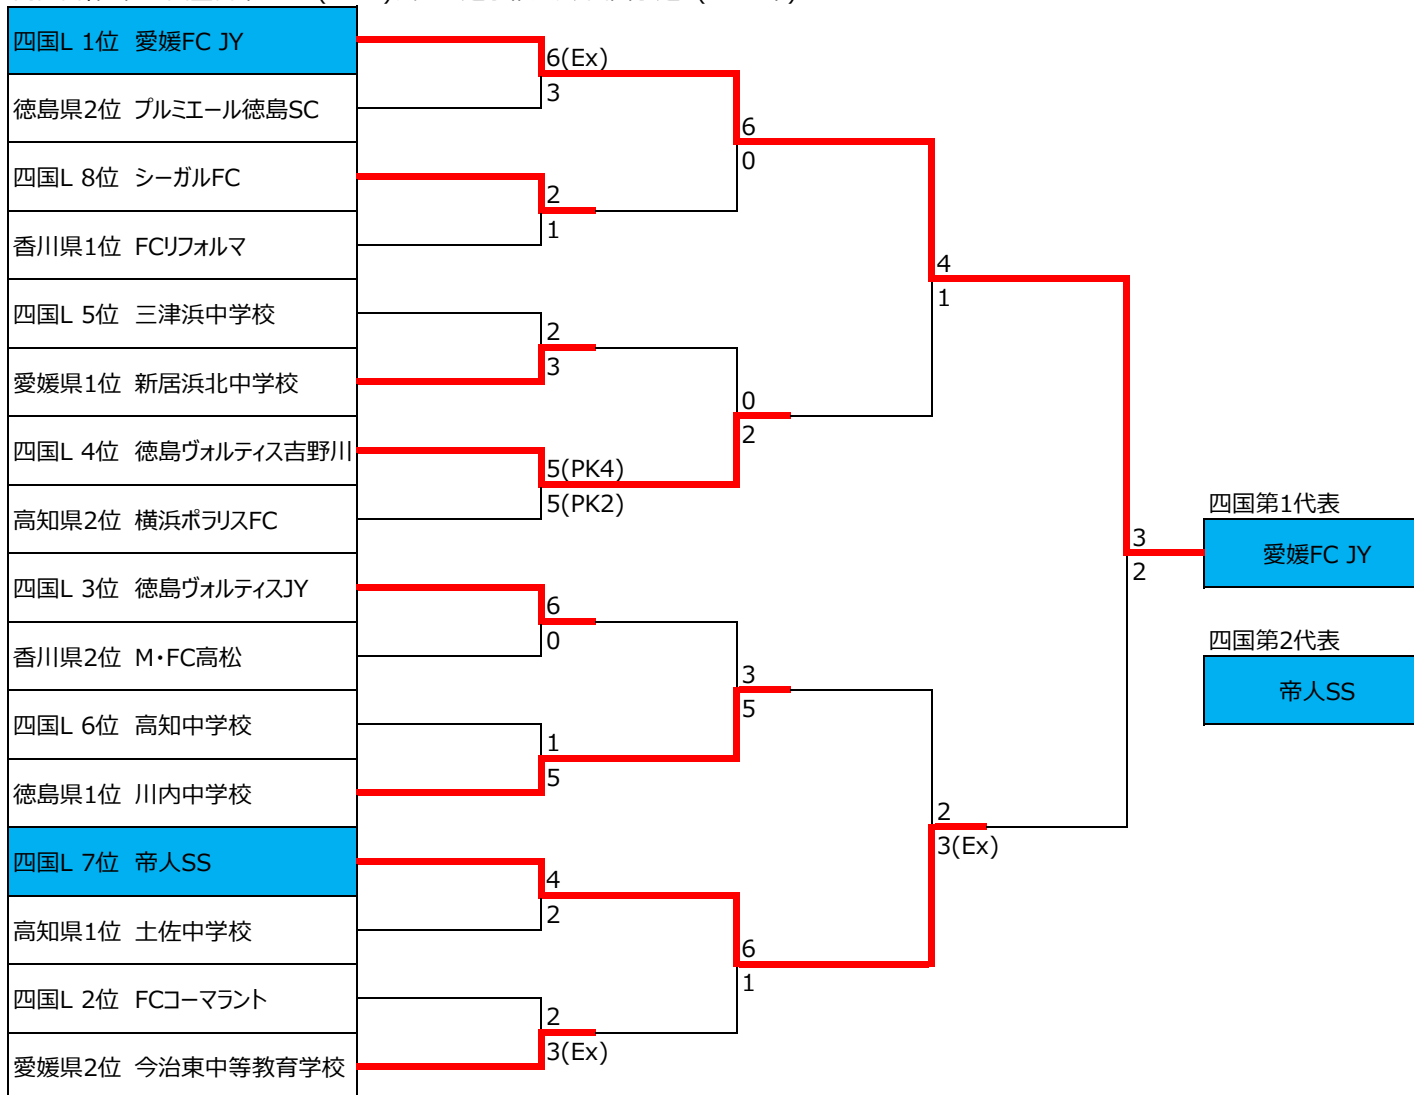 四国L 1位 愛媛FC JY
徳島県2位 プルミエール徳島SC
四国L 8位 シーガルFC
香川県1位 FCリフォルマ
四国L 5位 三津浜中学校
愛媛県1位 新居浜北中学校
四国L 4位 徳島ヴォルティス吉野川
高知県2位 横浜ポラリスFC
四国L 3位 徳島ヴォルティスJY
香川県2位 M・FC高松
四国L 6位 高知中学校
徳島県1位 川内中学校
四国L 7位 帝人SS
高知県1位 土佐中学校
四国L 2位 FCコーマラント
愛媛県2位 今治東中等教育学校
6(Ex)
3
2
1
2
3
5(PK4)
5(PK2)
6
0
1
5
4
2
2
3(Ex)
6
0
0
2
3
5
6
1
4
1
2
3(Ex)
3
2
四国第1代表
愛媛FC JY
四国第2代表
帝人SS